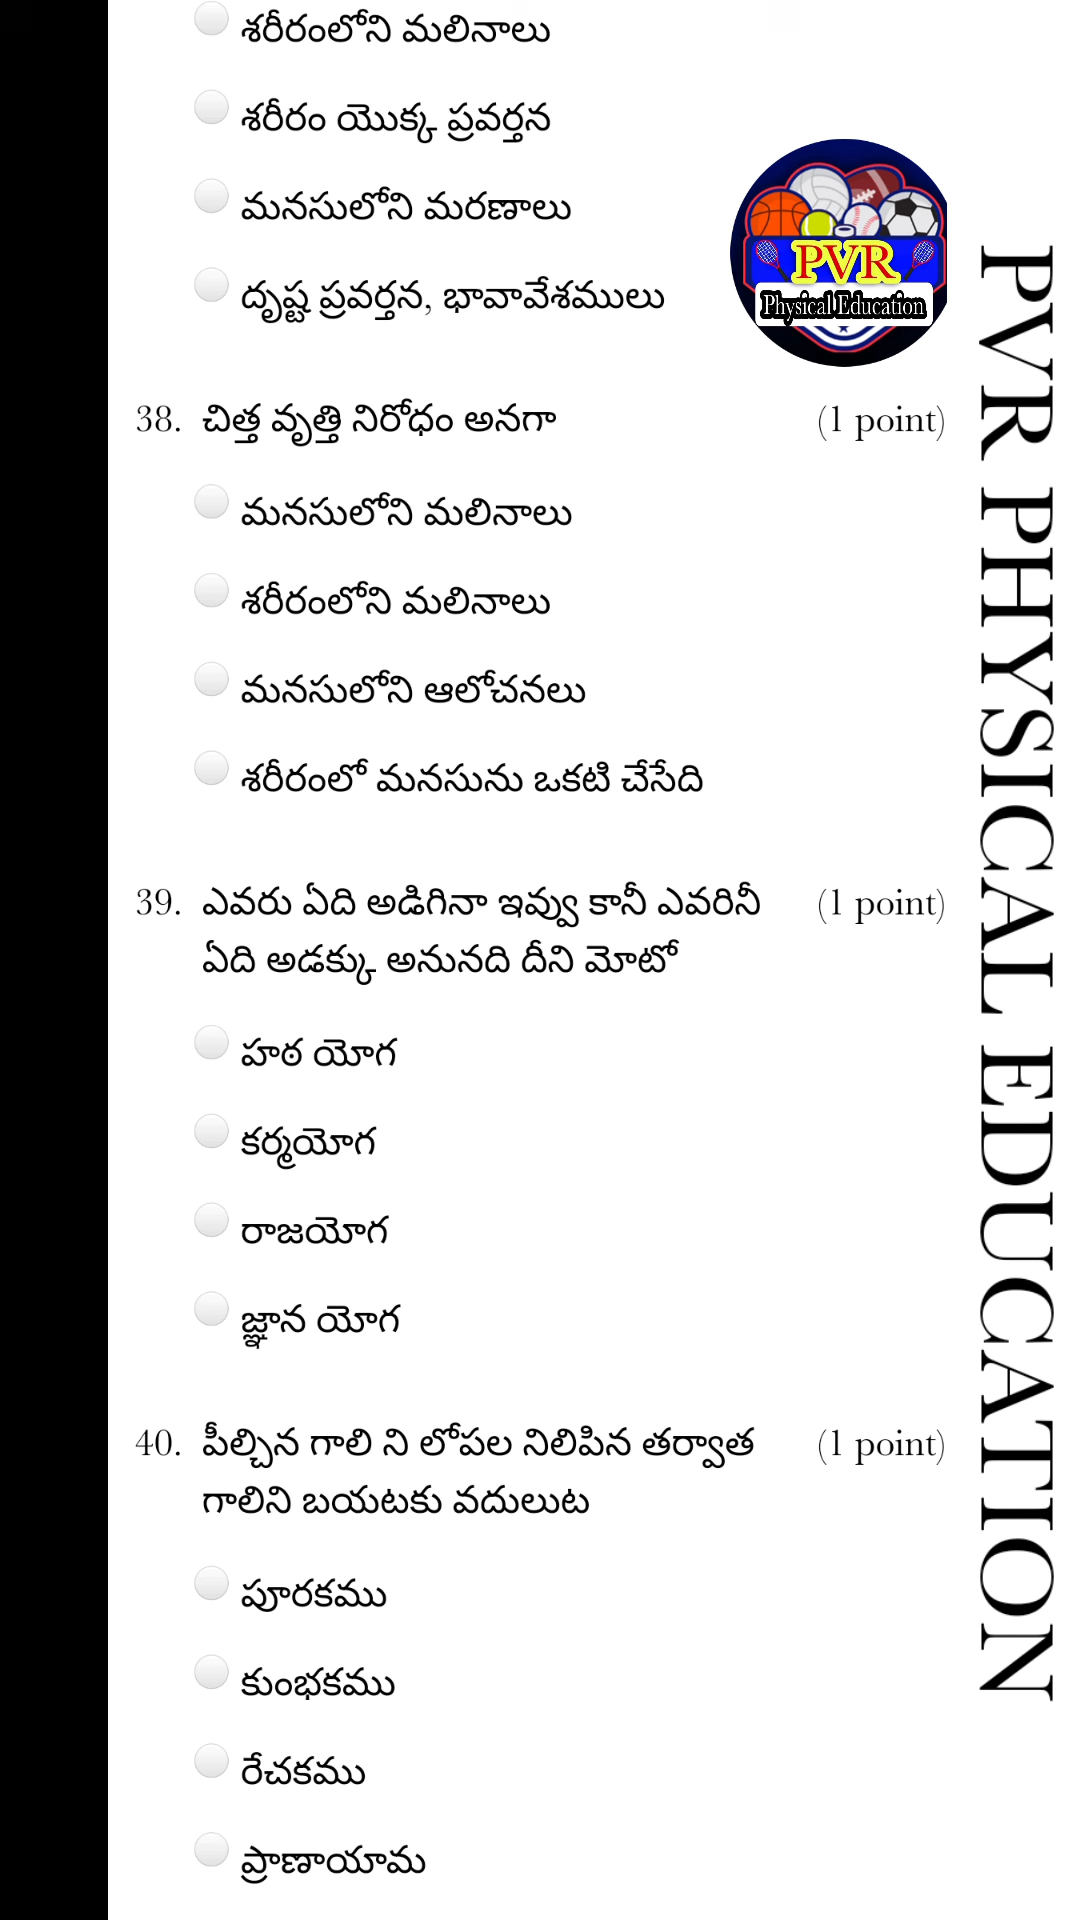 శరీరంలోని మలినాలు
శరీరం యొక్క ప్రవర్తన
మనసులోని మరణాలు
దృష్ట ప్రవర్తన, భావావేశములు
PVR
Physical Education
38. చిత్త వృత్తి నిరోధం అనగా (1 point)
మనసులోని మలినాలు
శరీరంలోని మలినాలు
మనసులోని ఆలోచనలు
శరీరంలో మనసును ఒకటి చేసేది
39. ఎవరు ఏది అడిగినా ఇవ్వు కానీ ఎవరినీ (1 point)
ఏది అడక్కు అనునది దీని మోటో
హఠ యోగ
కర్మయోగ
రాజయోగ
జ్ఞాన యోగ
40. పీల్చిన గాలి ని లోపల నిలిపిన తర్వాత (1 point)
గాలిని బయటకు వదులుట
పూరకము
కుంభకము
రేచకము
ప్రాణాయామ
PVR PHYSICAL EDUCATION